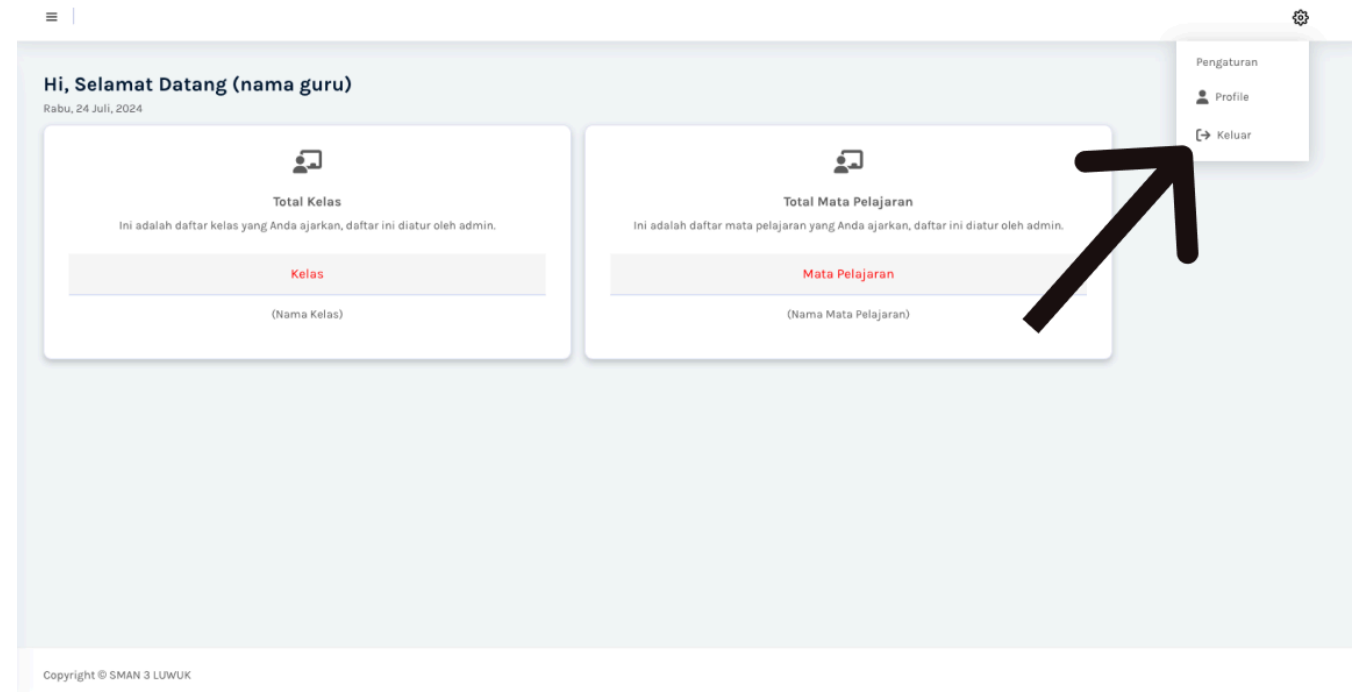 Pengaturan
Profile
Keluar
Hi, Selamat Datang (nama guru)
Rabu, 24 Juli, 2024
Total Kelas
Ini adalah daftar kelas yang Anda ajarkan, daftar ini diatur oleh admin.
Kelas
(Nama Kelas)
Total Mata Pelajaran
Ini adalah daftar mata pelajaran yang Anda ajarkan, daftar ini diatur oleh admin.
Mata Pelajaran
(Nama Mata Pelajaran)
Copyright © SMAN 3 LUWUK